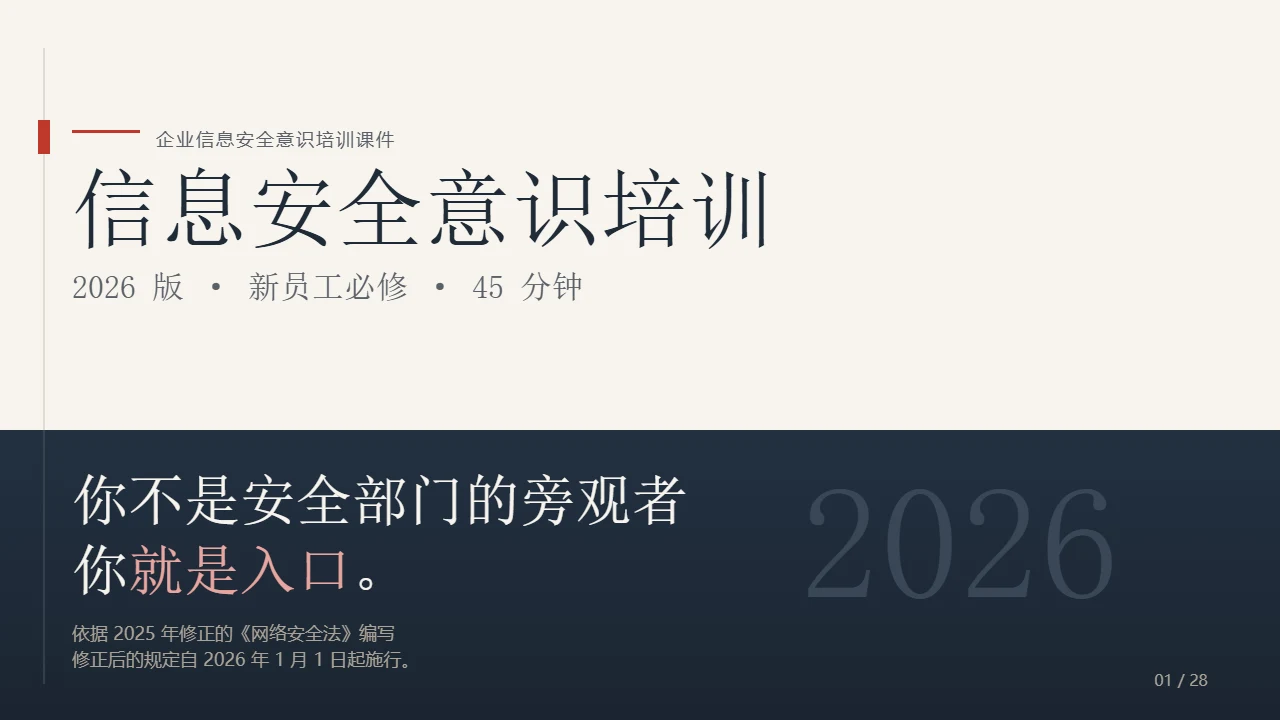 企业信息安全意识培训课件
信息安全意识培训
2026 版 • 新员工必修 • 45 分钟
你不是安全部门的旁观者
你就是入口。
2026
依据 2025 年修正的《网络安全法》编写
修正后的规定自 2026 年 1 月 1 日起施行。
01 / 28